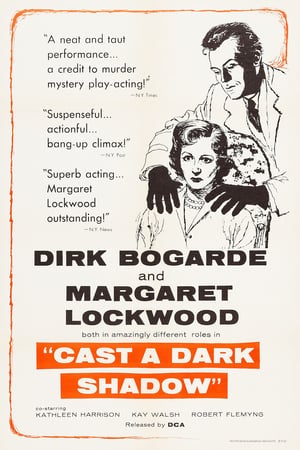 "A neat and taut
performance...
a credit to murder
mystery play-acting!"
—N.Y. Times
"Suspenseful...
actionful...
bang-up climax!"
—N.Y. Post
"Superb acting...
Margaret
Lockwood
outstanding!"
—N.Y. News
DIRK BOGARDE
and
MARGARET
LOCKWOOD
both in amazingly different roles in
"CAST A DARK
SHADOW"
co-starring
KATHLEEN HARRISON KAY WALSH ROBERT FLEMYNG
Released by DCA